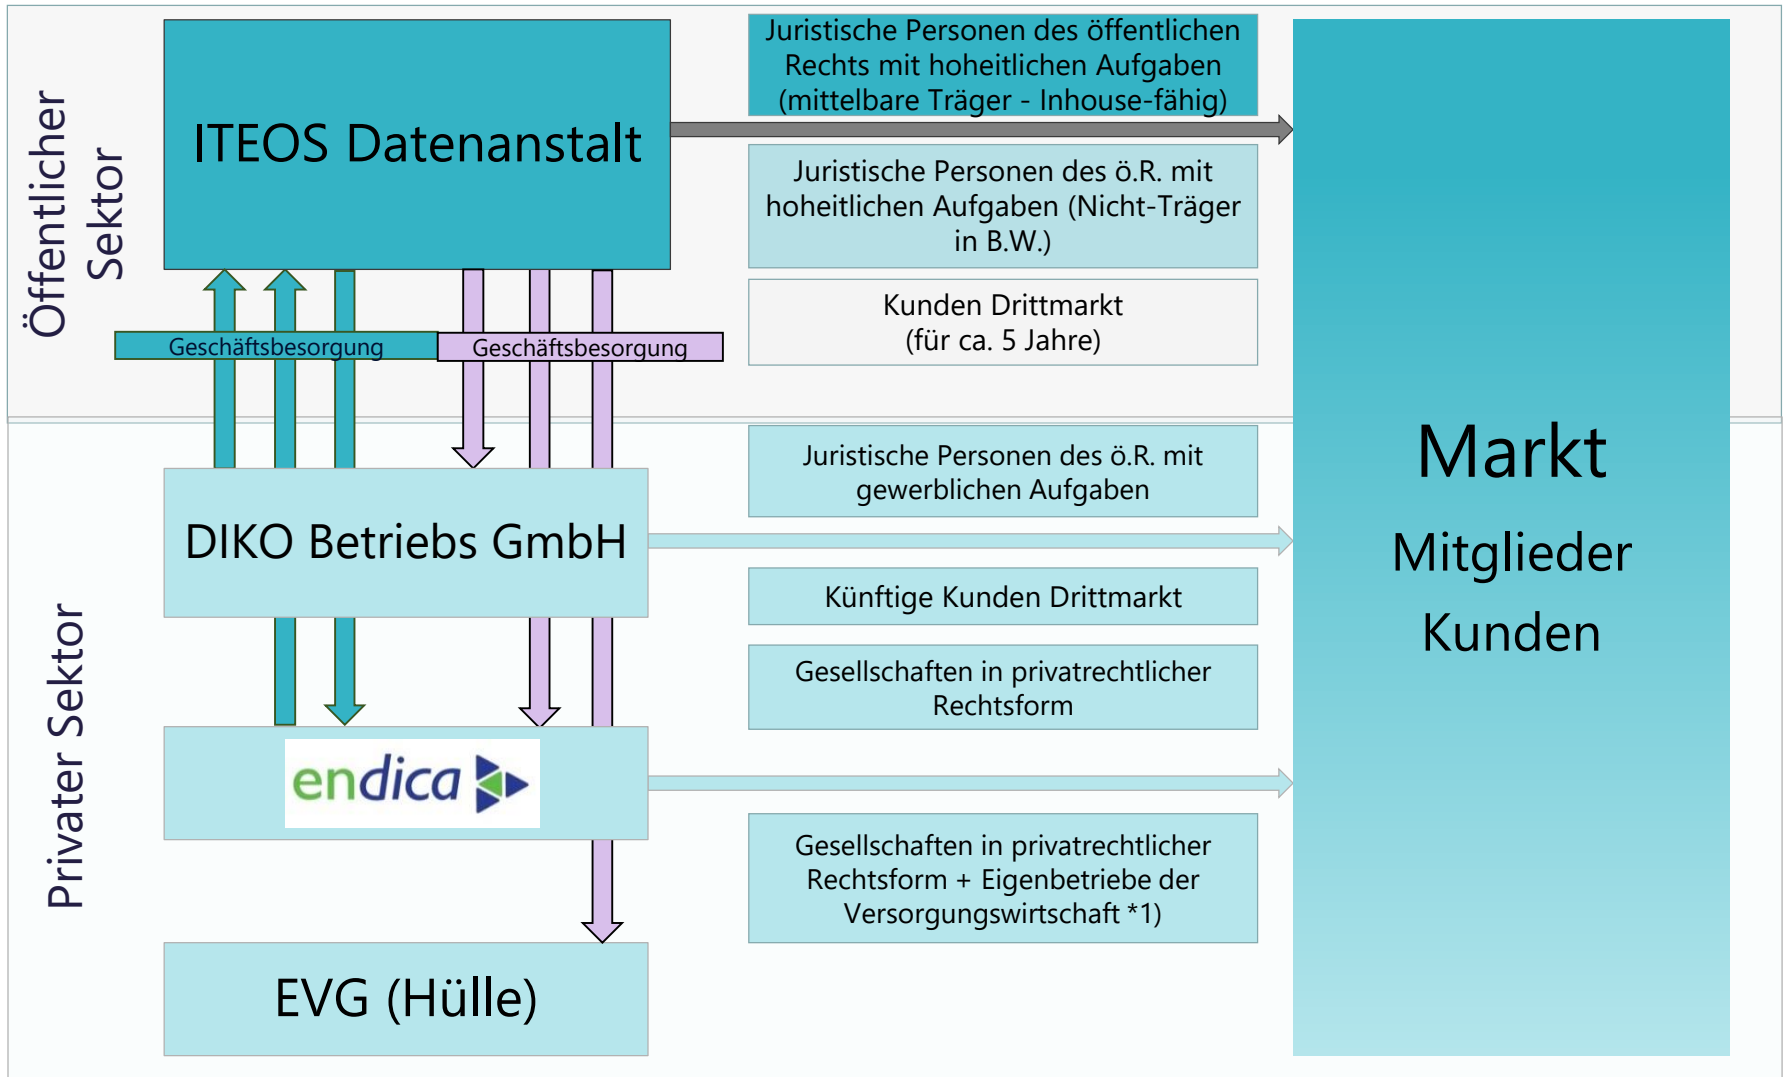 Öffentlicher
Sektor
ITEOS Datenanstalt
Juristische Personen des öffentlichen
Rechts mit hoheitlichen Aufgaben
(mittelbare Träger - Inhouse-fähig)
Juristische Personen des ö.R. mit
hoheitlichen Aufgaben (Nicht-Träger
in B.W.)
Kunden Drittmarkt
(für ca. 5 Jahre)
Geschäftsbesorgung
Geschäftsbesorgung
Privater Sektor
DIKO Betriebs GmbH
Juristische Personen des ö.R. mit
gewerblichen Aufgaben
Künftige Kunden Drittmarkt
Gesellschaften in privatrechtlicher
Rechtsform
endica
Gesellschaften in privatrechtlicher
Rechtsform + Eigenbetriebe der
Versorgungswirtschaft *1)
EVG (Hülle)
Markt
Mitglieder
Kunden